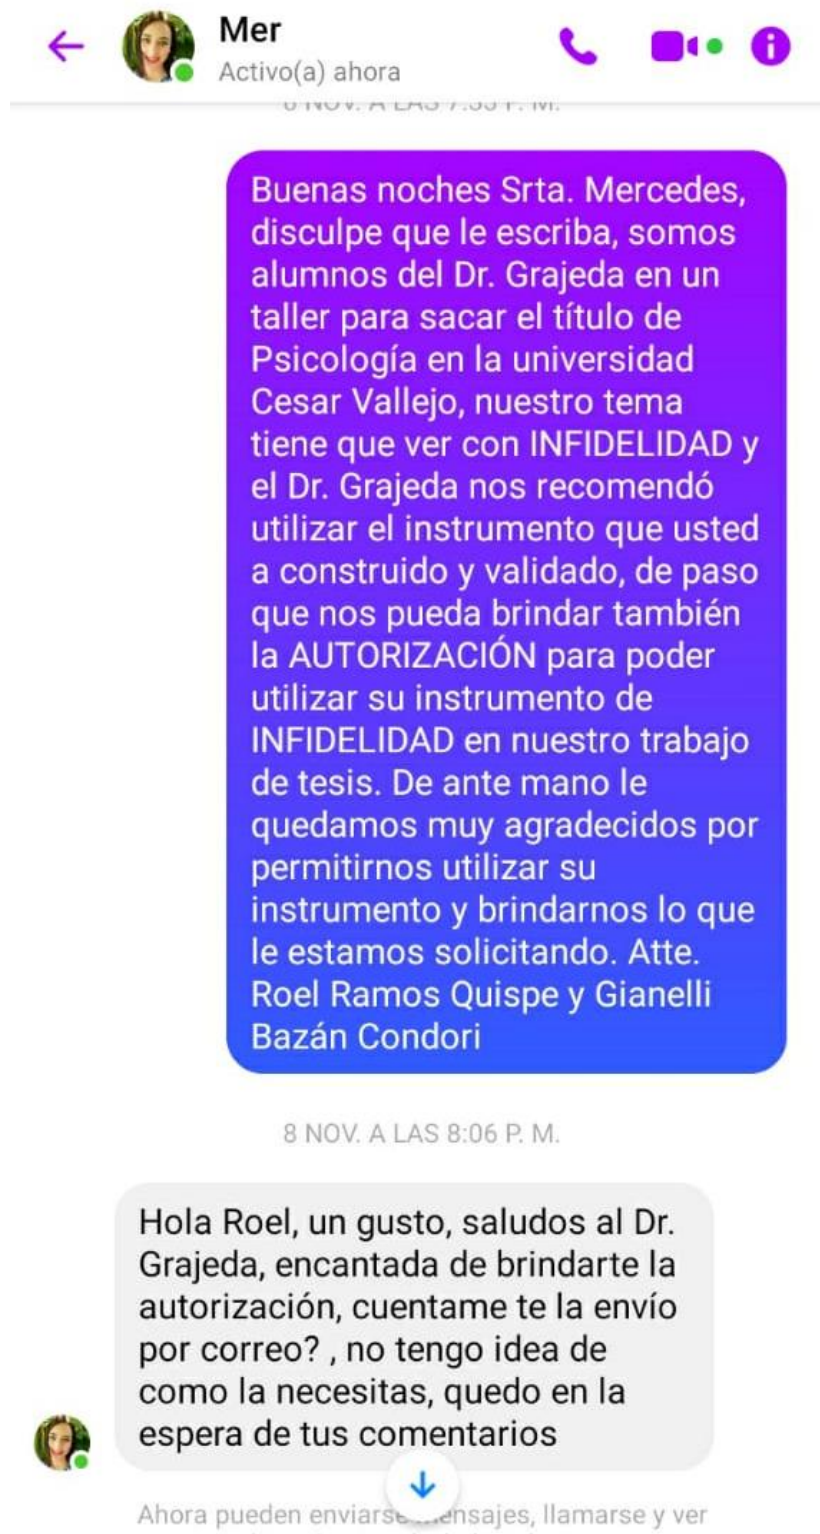 Mer
Activo(a) ahora
NOV. A LAS P. M.
Buenas noches Srta. Mercedes,
disculpe que le escriba, somos
alumnos del Dr. Grajeda en un
taller para sacar el título de
Psicología en la universidad
Cesar Vallejo, nuestro tema
tiene que ver con INFIDELIDAD y
el Dr. Grajeda nos recomendó
utilizar el instrumento que usted
a construido y validado, de paso
que nos pueda brindar también
la AUTORIZACIÓN para poder
utilizar su instrumento de
INFIDELIDAD en nuestro trabajo
de tesis. De ante mano le
quedamos muy agradecidos por
permitirnos utilizar su
instrumento y brindarnos lo que
le estamos solicitando. Atte.
Roel Ramos Quispe y Gianelli
Bazán Condori
8 NOV. A LAS 8:06 P. M.
Hola Roel, un gusto, saludos al Dr.
Grajeda, encantada de brindarte la
autorización, cuentame te la envío
por correo? , no tengo idea de
como la necesitas, quedo en la
espera de tus comentarios
Ahora pueden enviarse mensajes, llamarse y ver